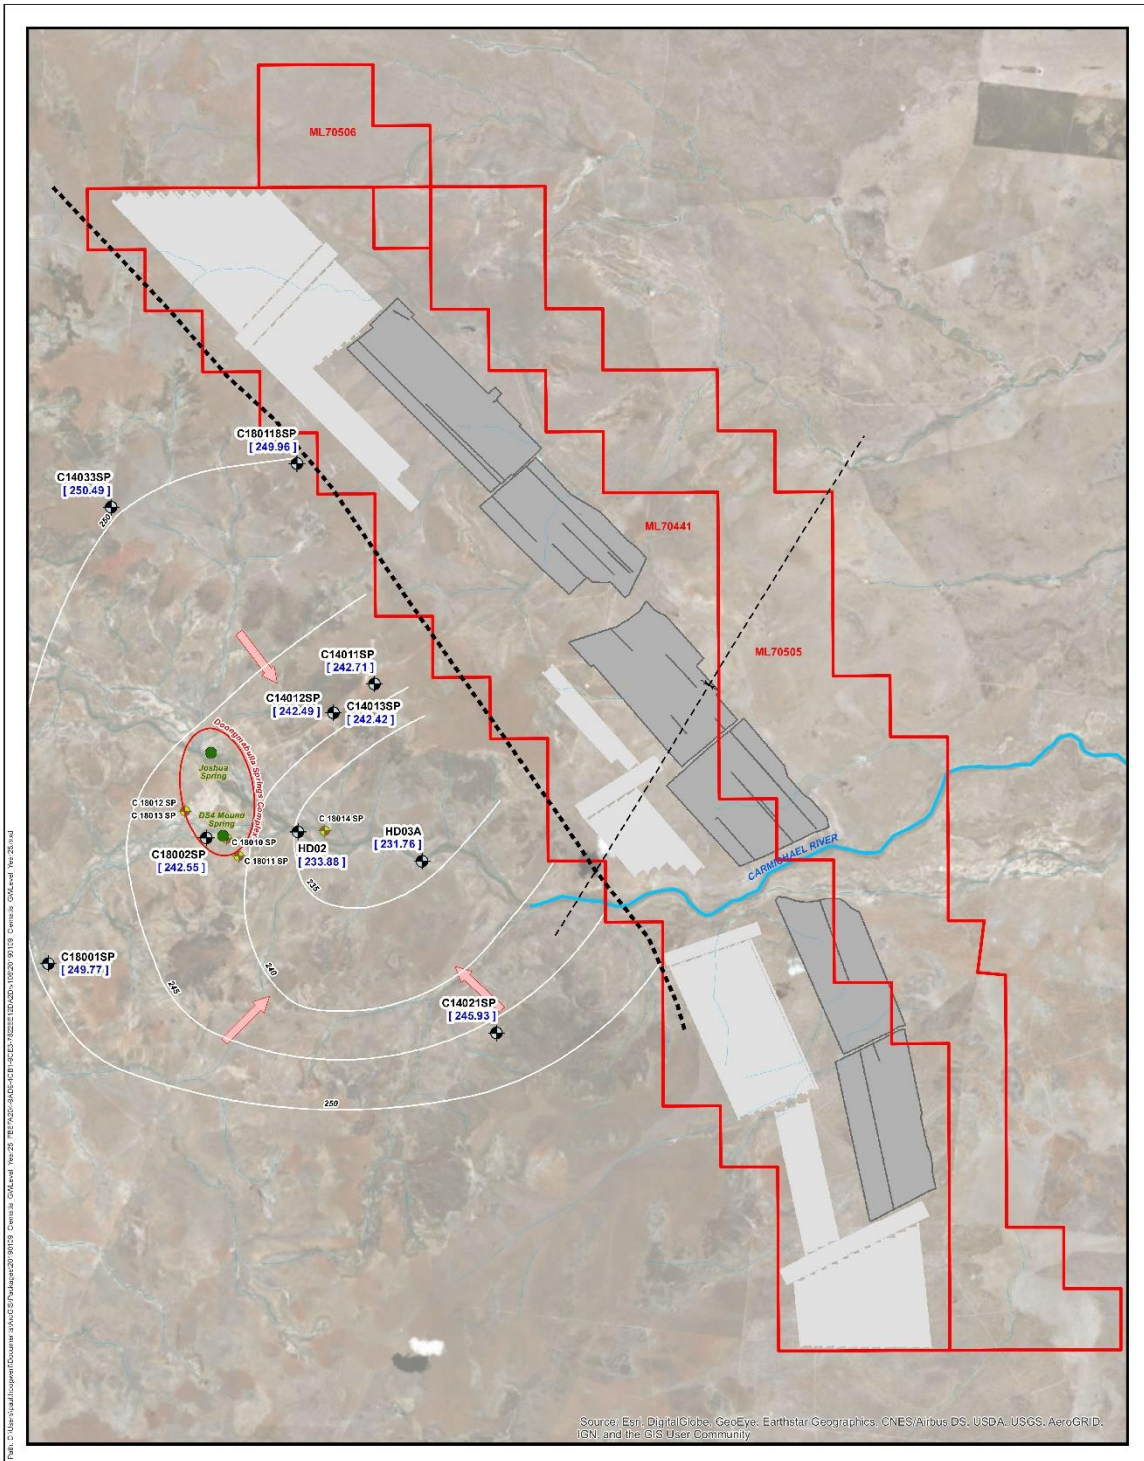 ML70506
C180118SP
[ 249.96 ]
C14033SP
[ 250.49 ]
250
ML70441
ML70505
C14011SP
[ 242.71 ]
C14012SP
[ 242.49 ]
C14013SP
[ 242.42 ]
Doongmabulla Springs Complex
Joshua
Spring
C 18012 SP
C 18013 SP
DS4 Mound
Spring
C 18010 SP
C 18011 SP
C 18014 SP
C18002SP
[ 242.55 ]
HD02
[ 233.88 ]
HD03A
[ 231.76 ]
235
CARMICHAEL RIVER
C18001SP
[ 249.77 ]
240
245
C14021SP
[ 245.93 ]
250
Source: Esri, DigitalGlobe, GeoEye, Earthstar Geographics, CNES/Airbus DS, USDA, USGS, AeroGRID,
IGN, and the GIS User Community